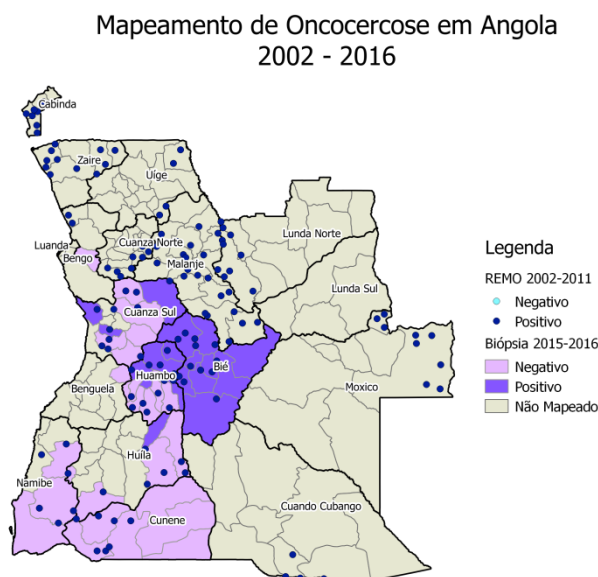 Mapeamento de Oncocercose em Angola
2002 - 2016
Cabinda
Zaire
Uíge
Lunda Norte
Luanda
Cuanza Norte
Bengo
Malanje
Lunda Sul
Cuanza Sul
Bié
Huambo
Benguela
Moxico
Huíla
Namibe
Cuando Cubango
Cunene
Legenda
REMO 2002-2011
Negativo
Positivo
Biópsia 2015-2016
Negativo
Positivo
Não Mapeado